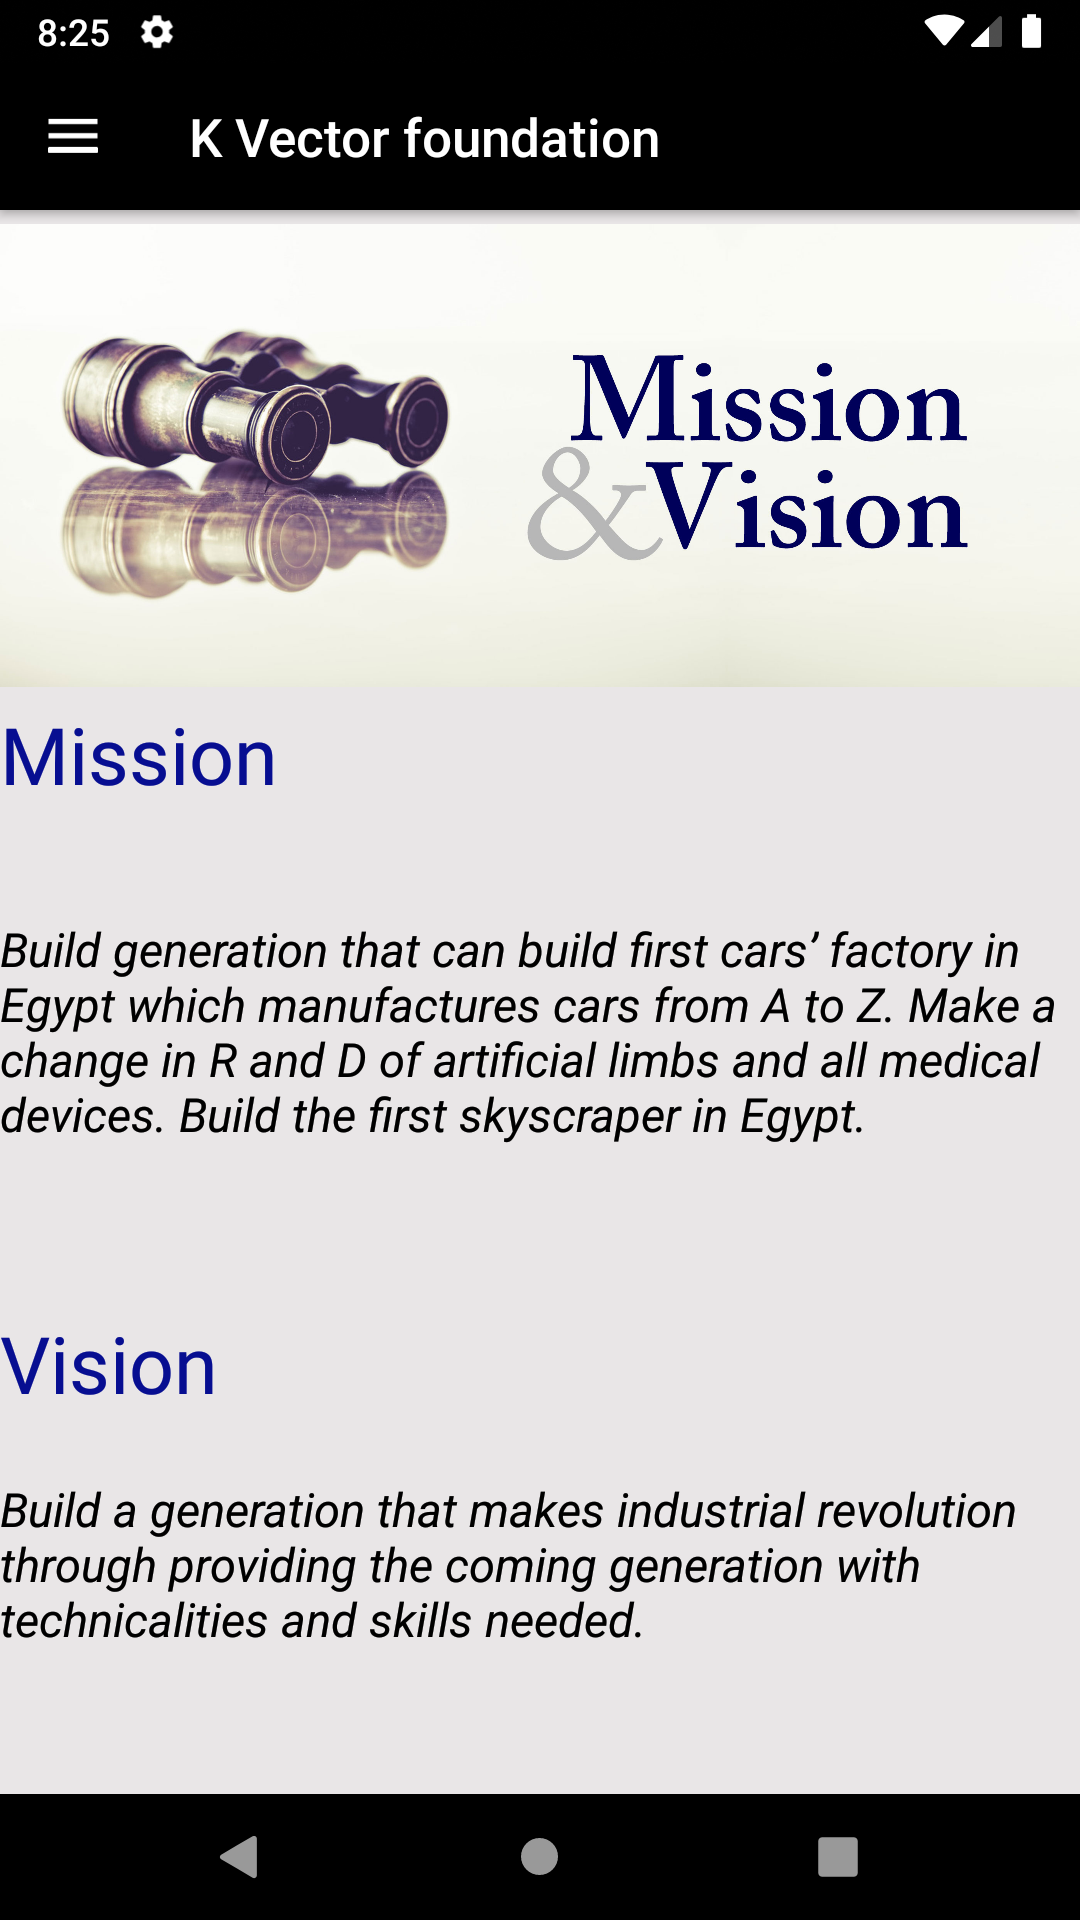 8:25
K Vector foundation
Mission
&Vision
Mission
Build generation that can build first cars’ factory in
Egypt which manufactures cars from A to Z. Make a
change in R and D of artificial limbs and all medical
devices. Build the first skyscraper in Egypt.
Vision
Build a generation that makes industrial revolution
through providing the coming generation with
technicalities and skills needed.